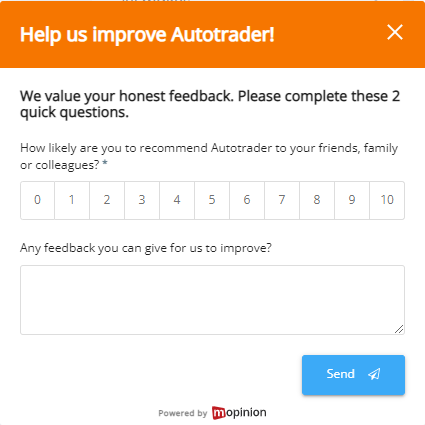 Help us improve Autotrader!
We value your honest feedback. Please complete these 2
quick questions.
How likely are you to recommend Autotrader to your friends, family
or colleagues? *
0 1 2 3 4 5 6 7 8 9 10
Any feedback you can give for us to improve?
Send
Powered by mopinion